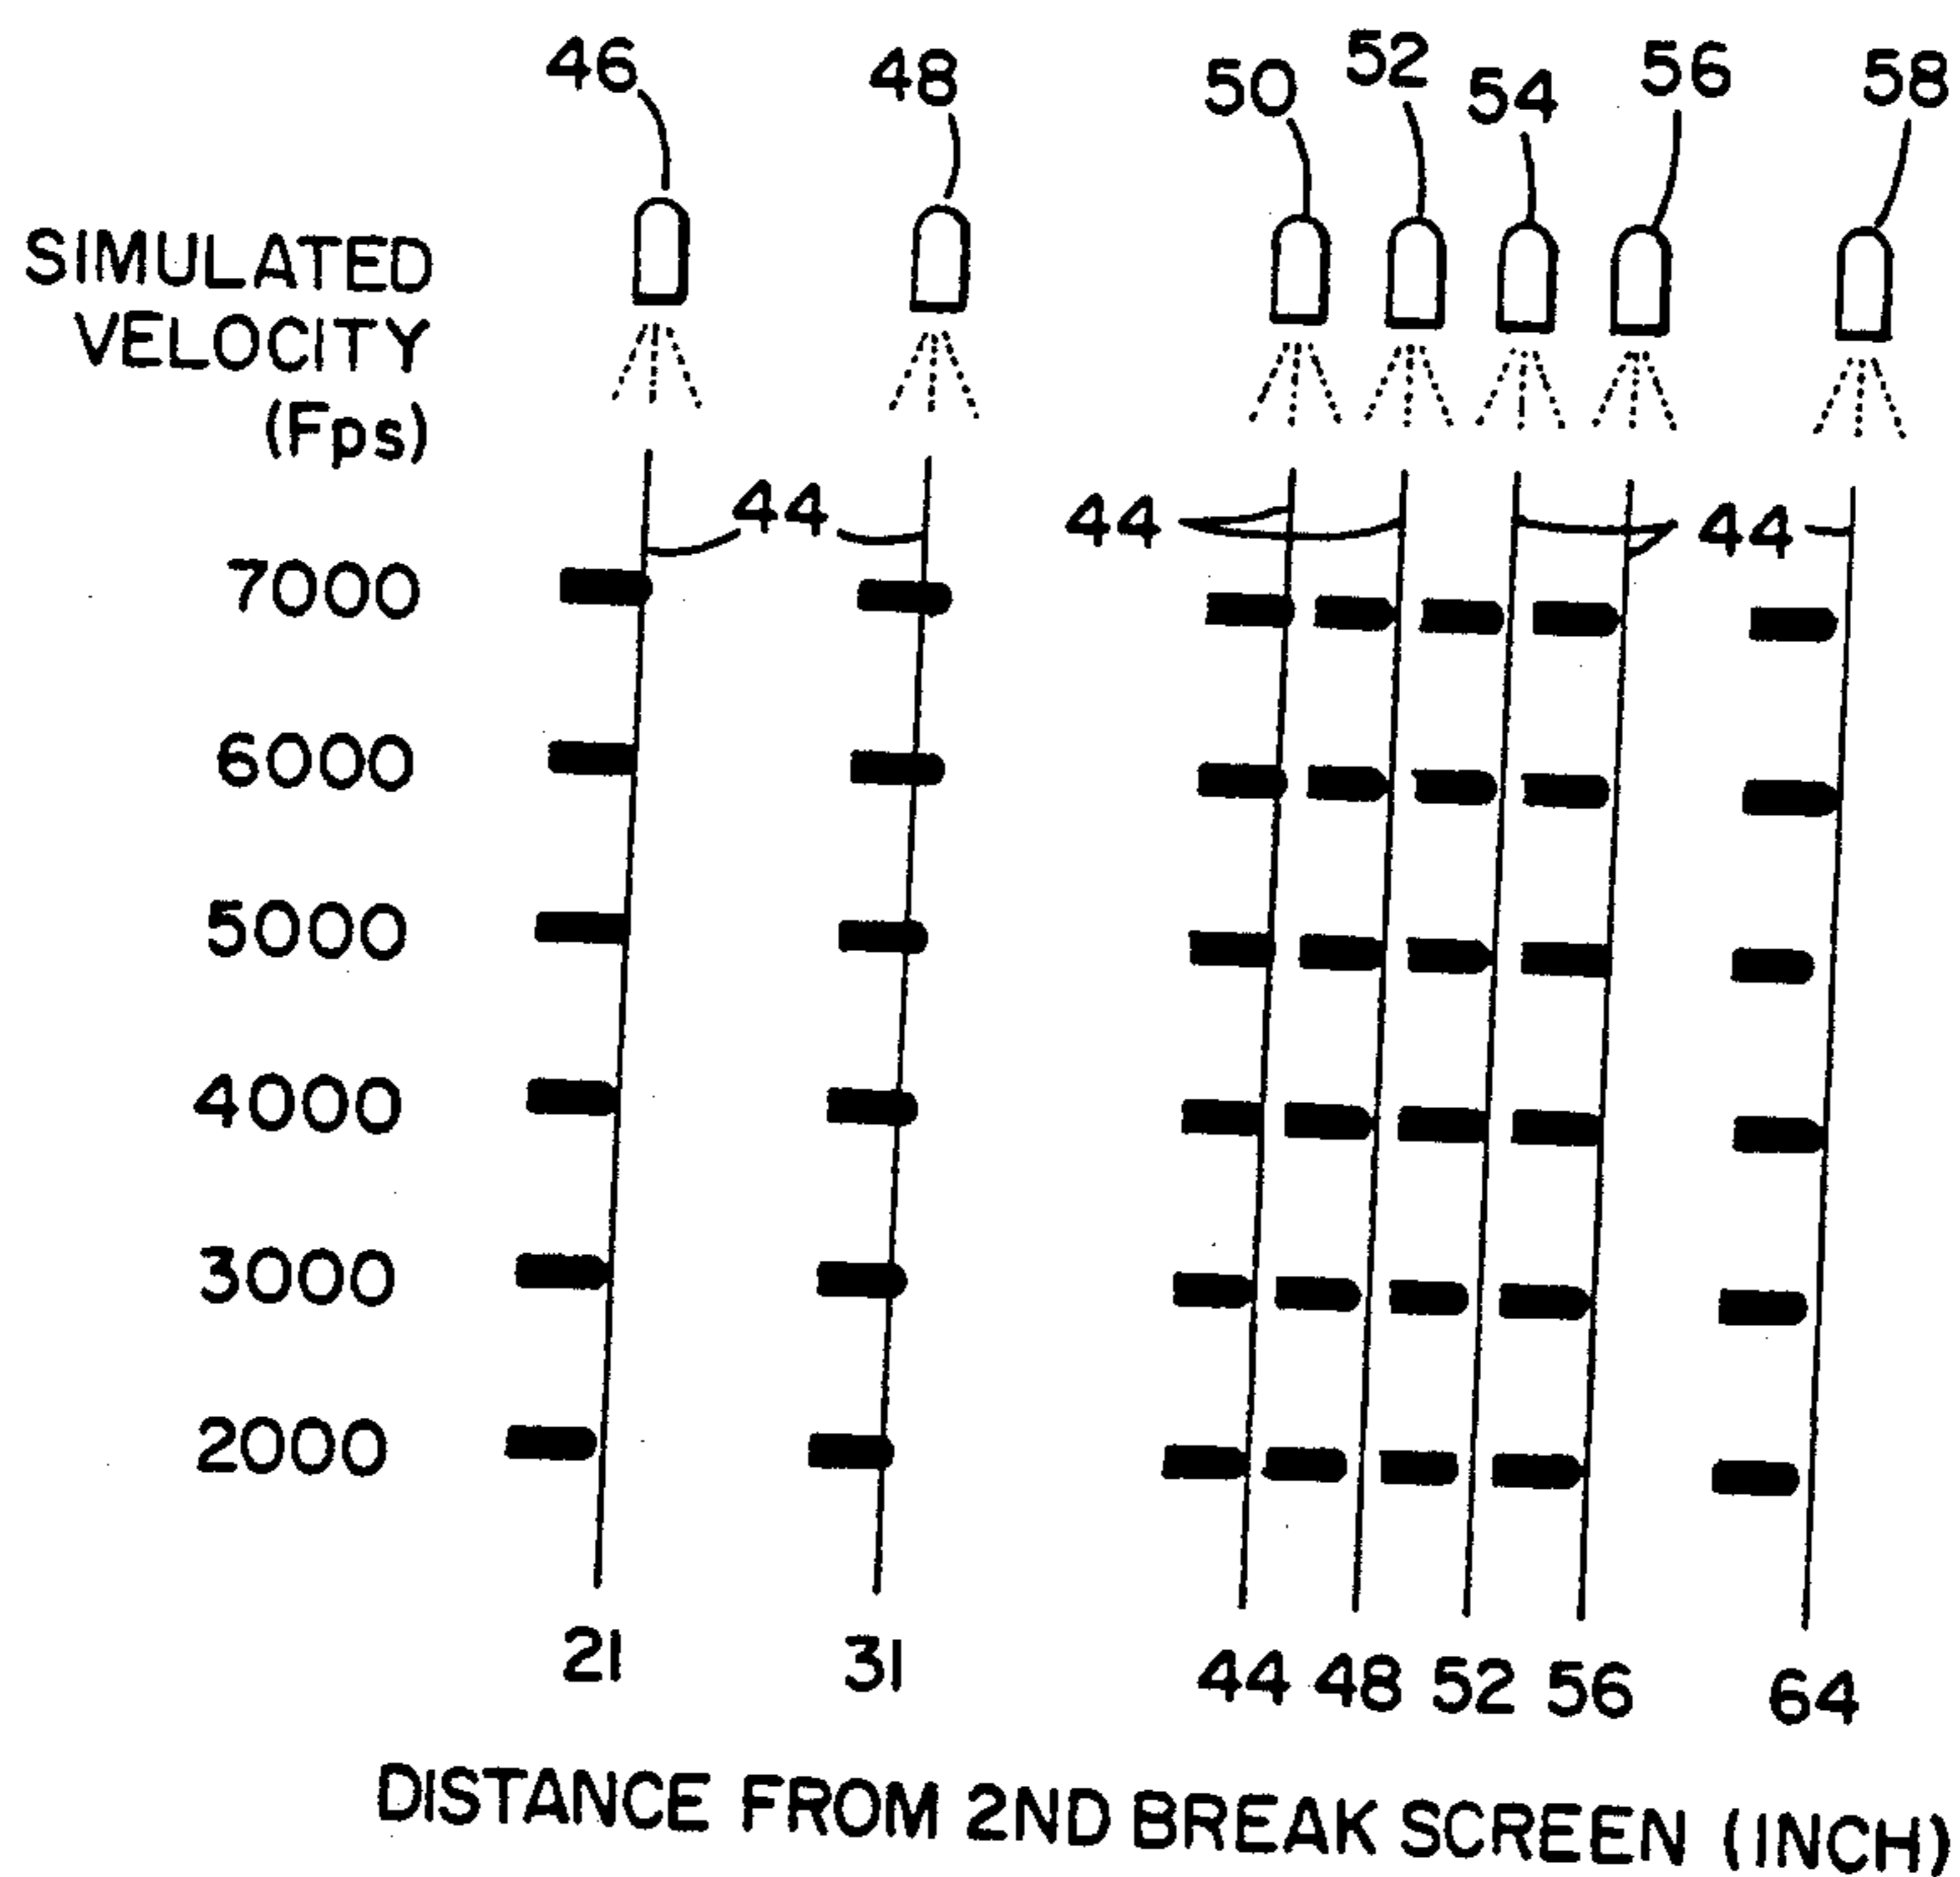 46 48 50 52 54 56 58
SIMULATED
VELOCITY
(Fps)
44 44 44
7000
6000
5000
4000
3000
2000
21 31 44 48 52 56 64
DISTANCE FROM 2ND BREAK SCREEN (INCH)